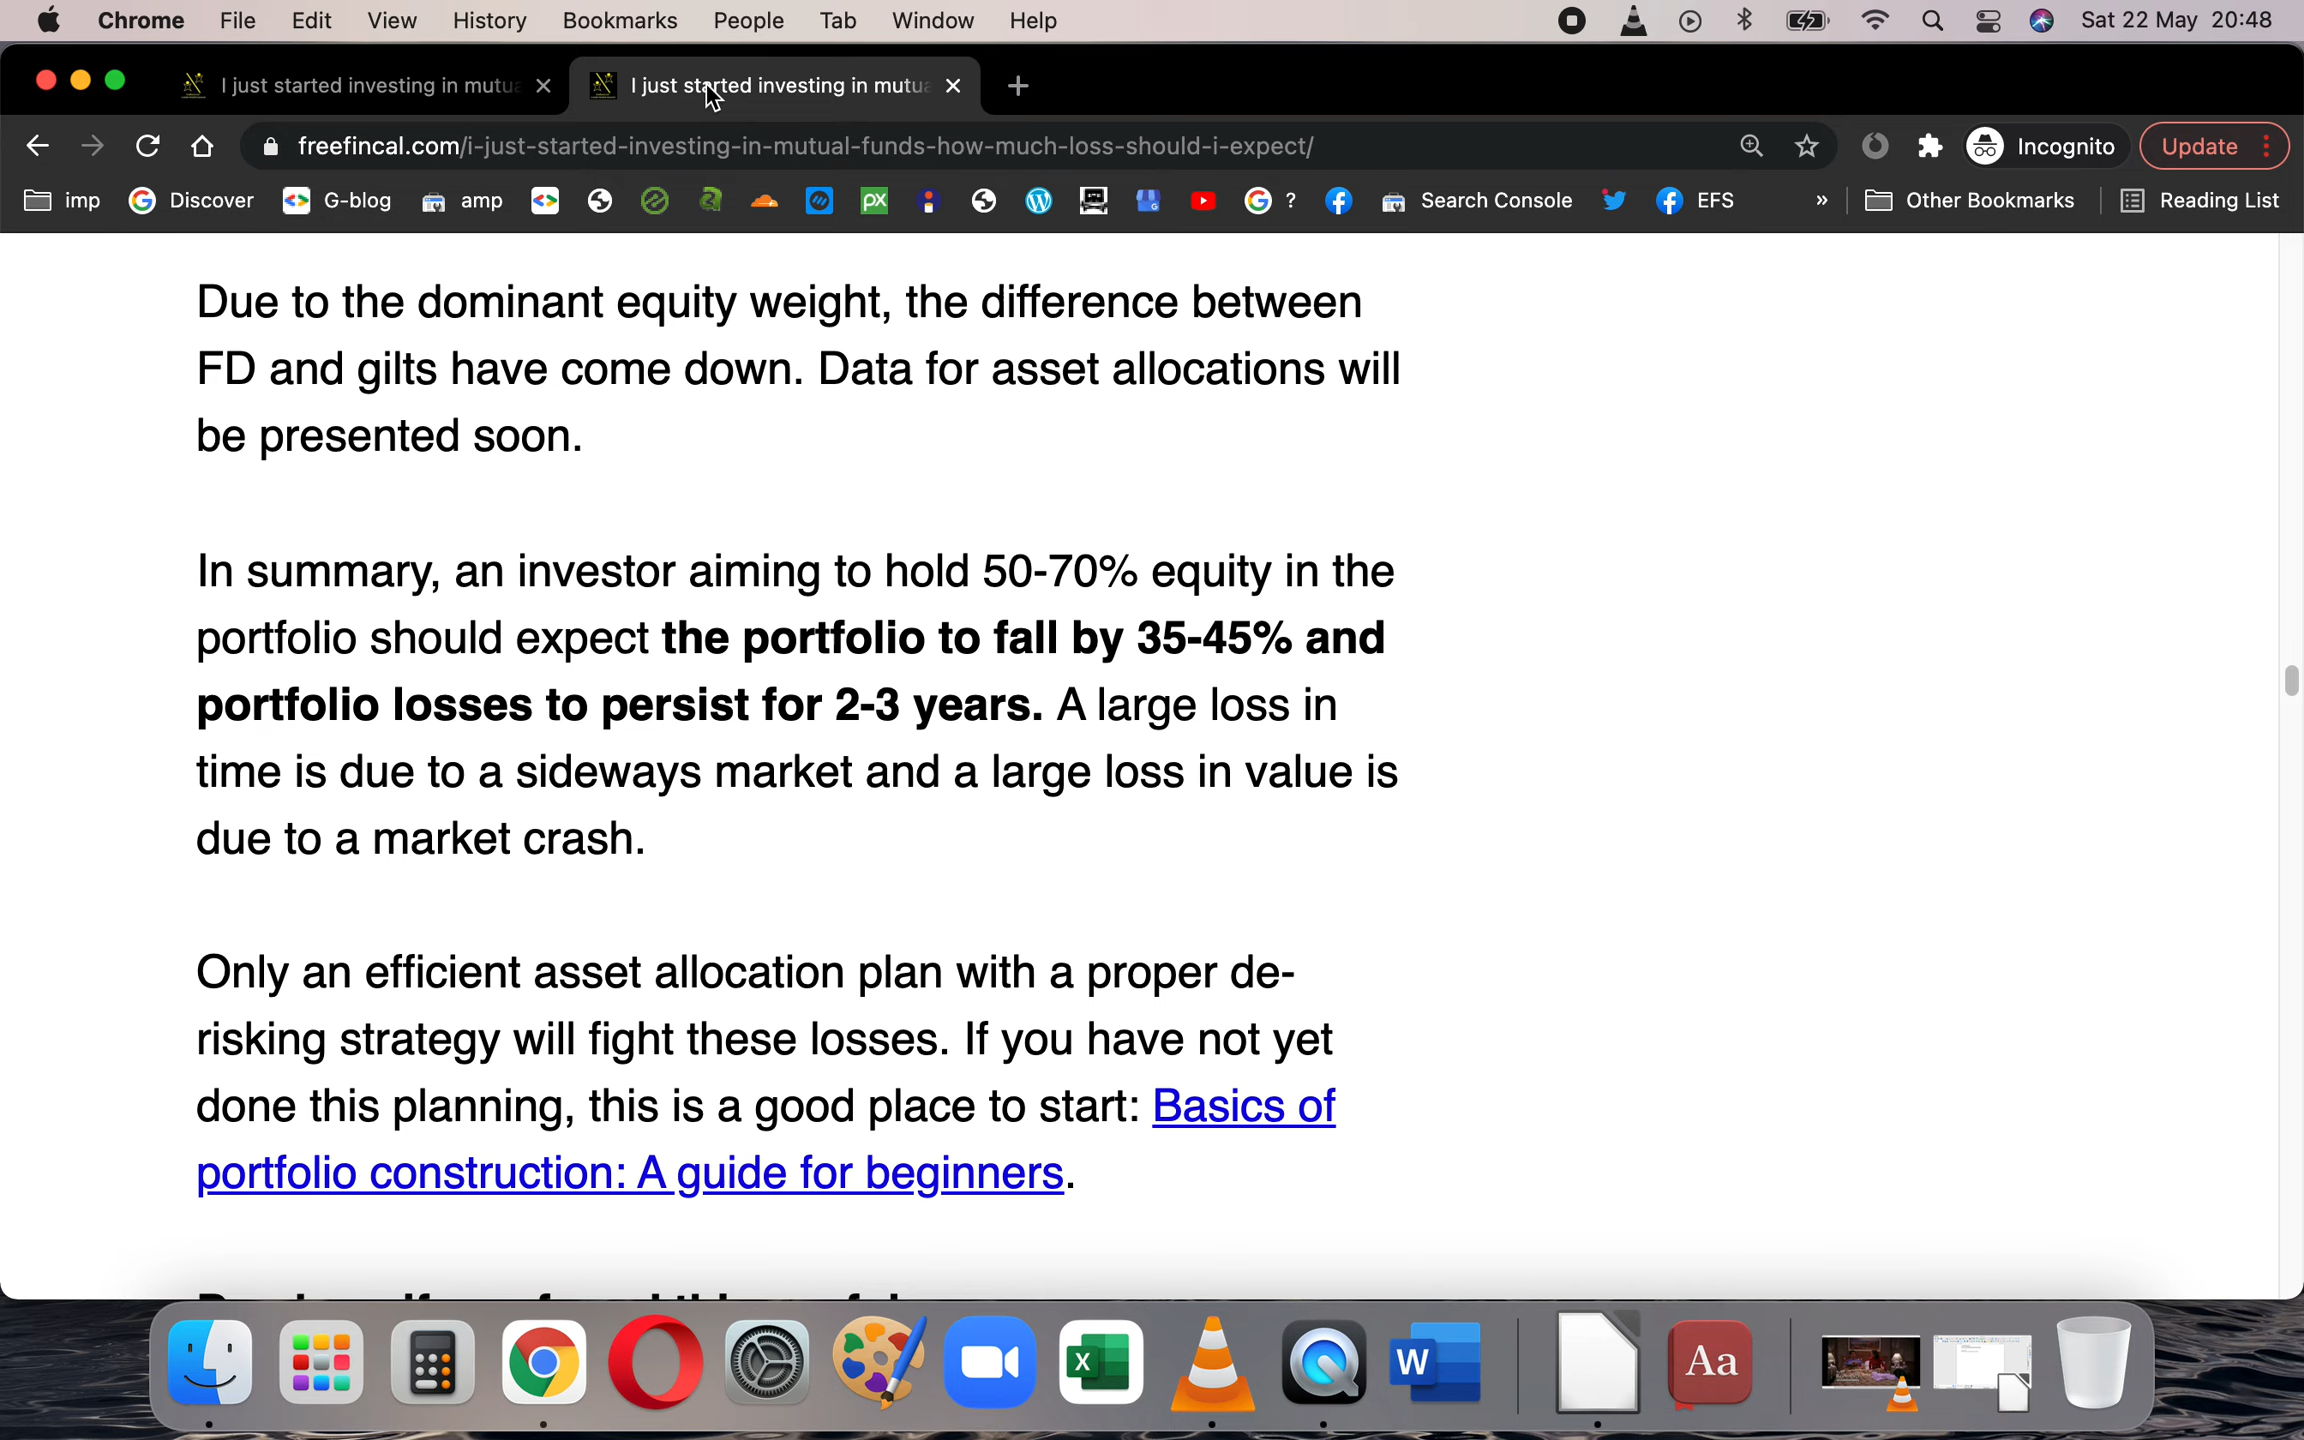 Chrome File Edit View History Bookmarks People Tab Window Help Sat 22 May 20:48
I just started investing in mutu I just started investing in mutu
freefincal.com/i-just-started-investing-in-mutual-funds-how-much-loss-should-i-expect/ Incognito Update
imp Discover G-blog amp px ? Search Console EFS » Other Bookmarks Reading List
Due to the dominant equity weight, the difference between
FD and gilts have come down. Data for asset allocations will
be presented soon.
In summary, an investor aiming to hold 50-70% equity in the
portfolio should expect the portfolio to fall by 35-45% and
portfolio losses to persist for 2-3 years. A large loss in
time is due to a sideways market and a large loss in value is
due to a market crash.
Only an efficient asset allocation plan with a proper de-
risking strategy will fight these losses. If you have not yet
done this planning, this is a good place to start: Basics of
portfolio construction: A guide for beginners.
X W Aa